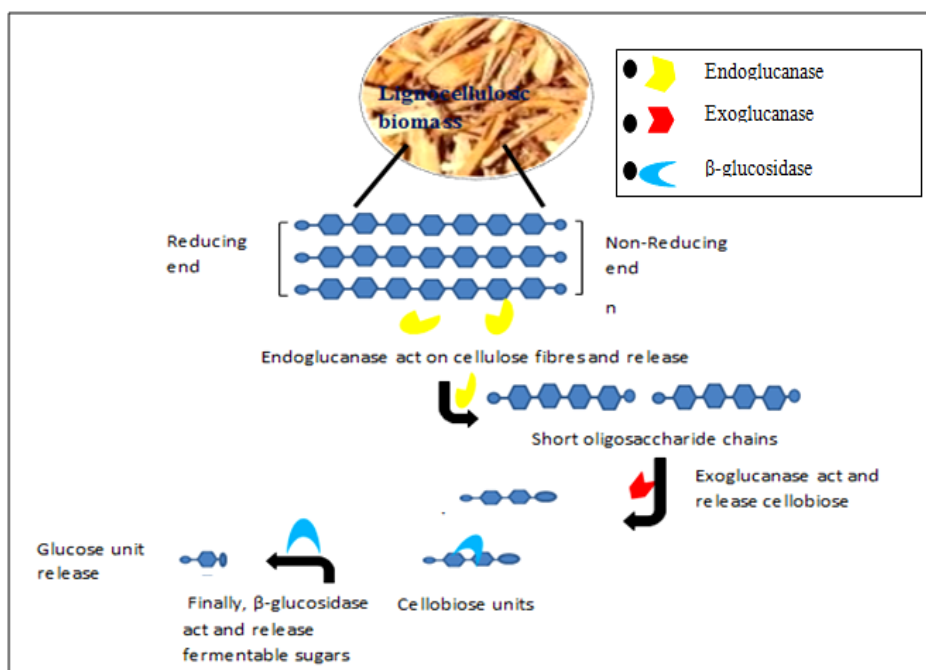 Lignocellulosic
biomass
Endoglucanase
Exoglucanase
β-glucosidase
Reducing
end
Non-Reducing
end
n
Endoglucanase act on cellulose fibres and release
Short oligosaccharide chains
Exoglucanase act and
release cellobiose
Glucose unit
release
Finally, β-glucosidase
act and release
fermentable sugars
Cellobiose units